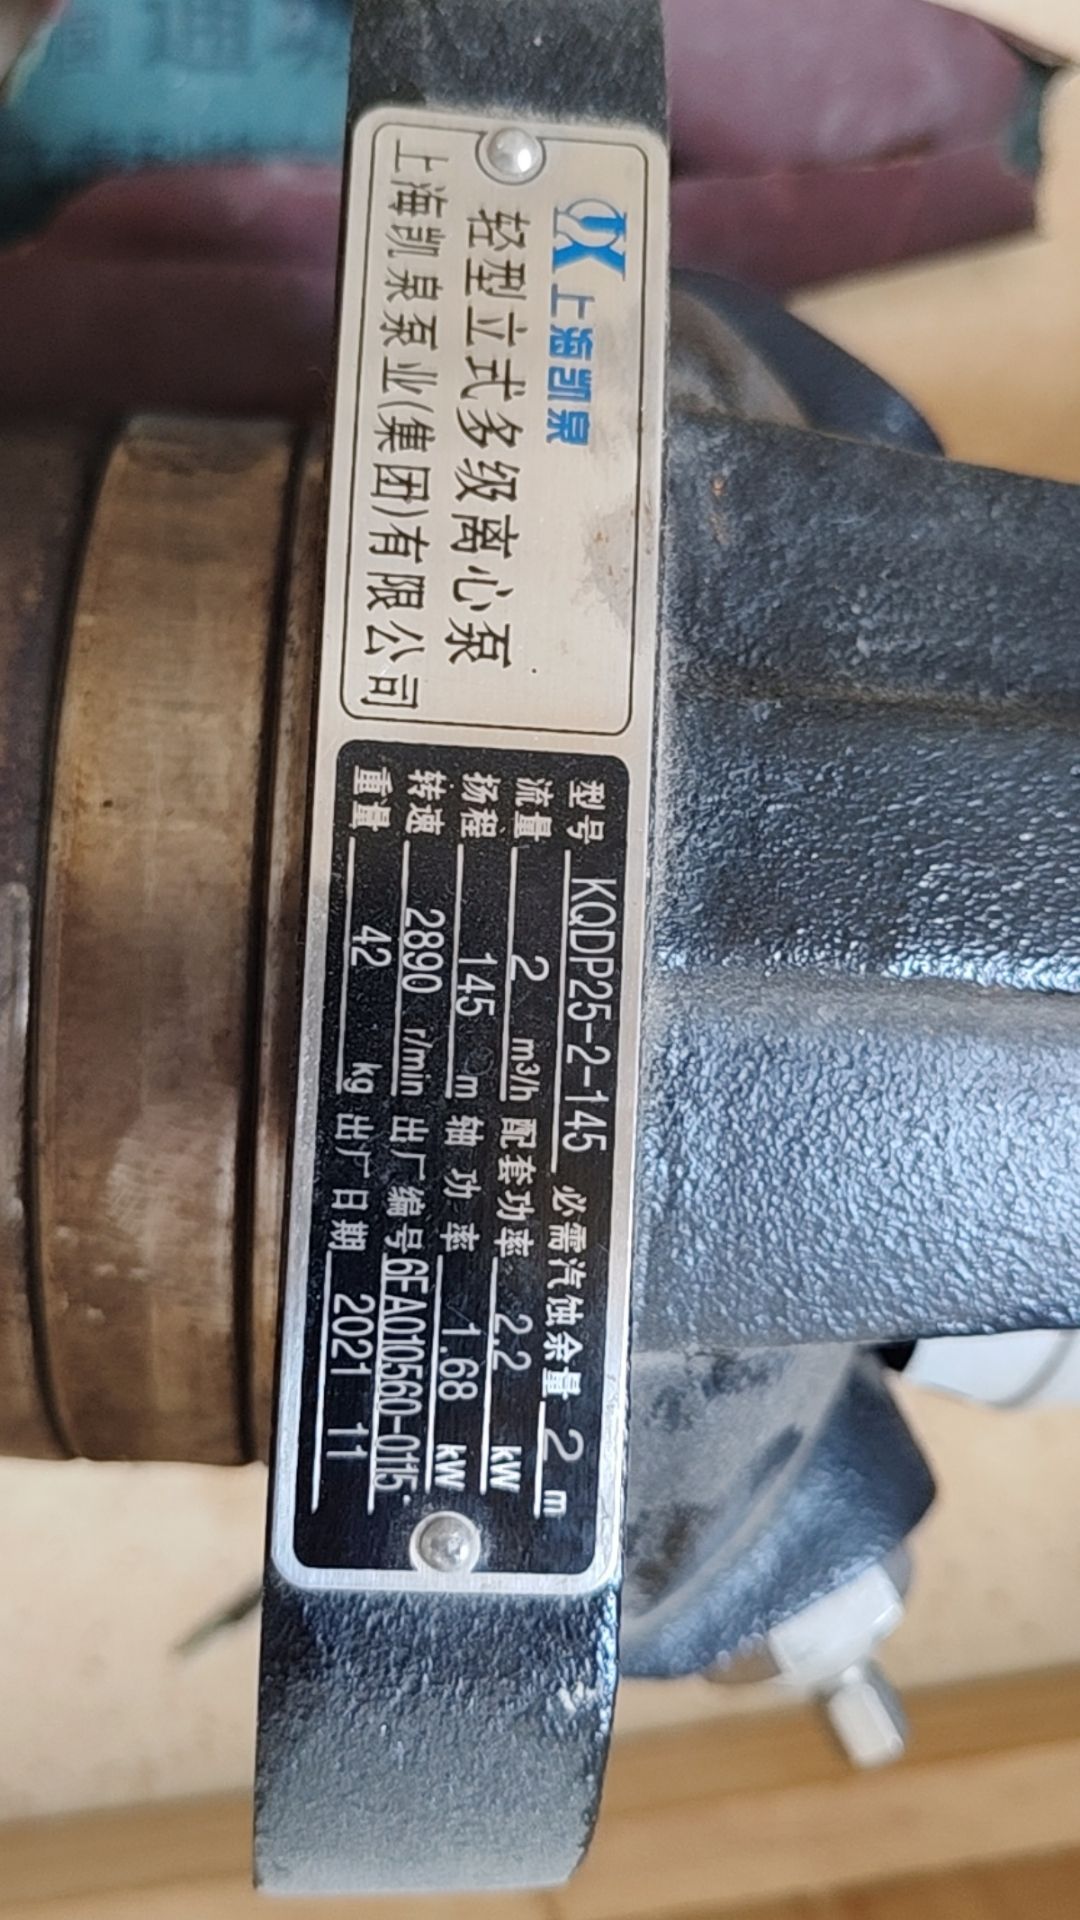 上海凯泉
轻型立式多级离心泵
上海凯泉泵业(集团)有限公司
型号 KQDP25-2-145 必需汽蚀余量 2 m
流量 2 m3/h 配套功率 2.2 kW
扬程 145 m 轴功率 1.68 kW
转速 2890 r/min 出厂编号 6EA010560-0115
重量 42 kg 出厂日期 2021 11
通